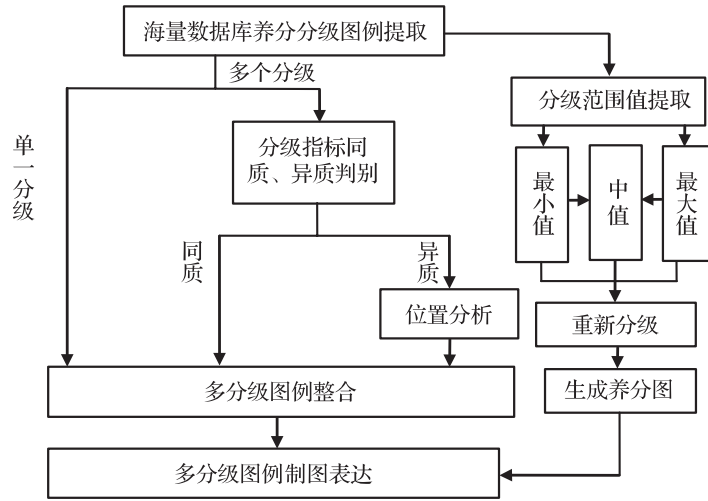 海量数据库养分分级图例提取
多个分级
分级范围值提取
单一分级
分级指标同
质、异质判别
最小值
中值
最大值
同质
异质
位置分析
重新分级
多分级图例整合
生成养分图
多分级图例制图表达